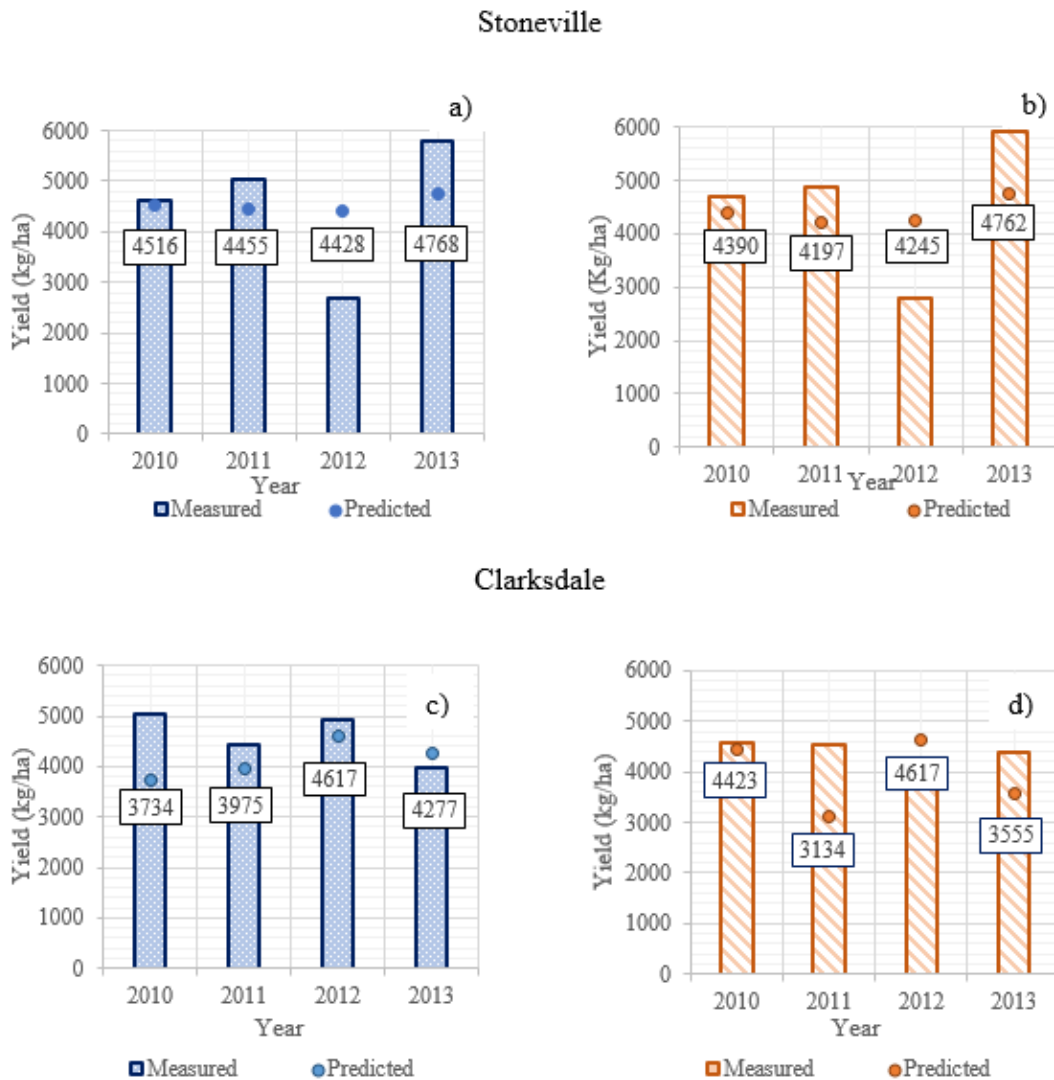 Stoneville
a)
6000
5000
4000
3000
2000
1000
0
Yield (kg/ha)
4516
4455
4428
4768
2010
2011
2012
2013
Year
Measured
Predicted
b)
6000
5000
4000
3000
2000
1000
0
Yield (Kg/ha)
4390
4197
4245
4762
2010
2011
2012
2013
Year
Measured
Predicted
Clarksdale
c)
6000
5000
4000
3000
2000
1000
0
Yield (kg/ha)
3734
3975
4617
4277
2010
2011
2012
2013
Year
Measured
Predicted
d)
6000
5000
4000
3000
2000
1000
0
Yield (kg/ha)
4423
3134
4617
3555
2010
2011
2012
2013
Year
Measured
Predicted